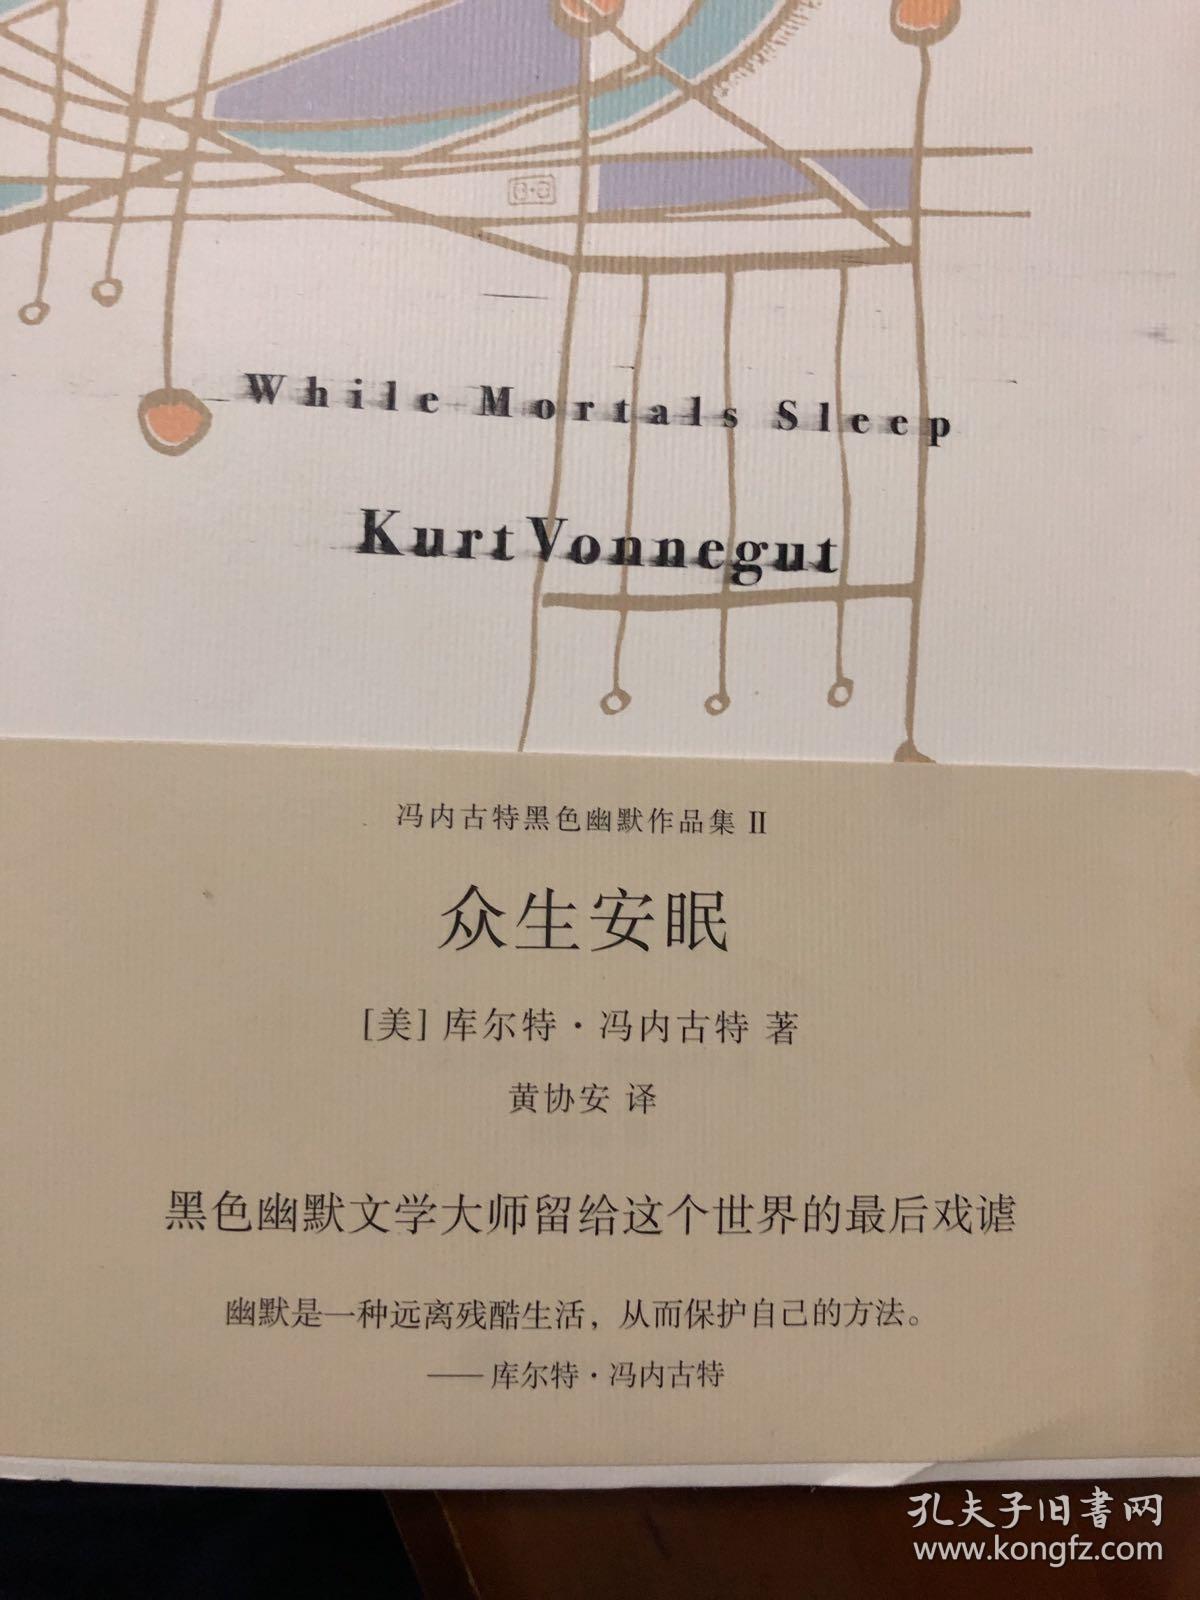 While Mortals Sleep
Kurt Vonnegut
冯内古特黑色幽默作品集 II
众生安眠
[美] 库尔特·冯内古特 著
黄协安 译
黑色幽默文学大师留给这个世界的最后戏谑
幽默是一种远离残酷生活，从而保护自己的方法。
——库尔特·冯内古特
孔夫子旧书网
www.kongfz.com